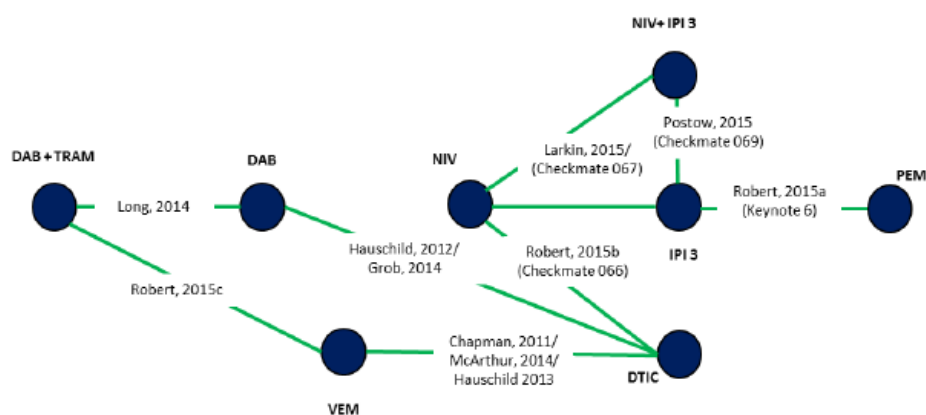 NIV+ IPI 3
Postow, 2015
(Checkmate 069)
Larkin, 2015/
(Checkmate 067)
DAB + TRAM
DAB
NIV
PEM
Long, 2014
Robert, 2015a
(Keynote 6)
Hauschild, 2012/
Grob, 2014
Robert, 2015b
(Checkmate 066)
IPI 3
Robert, 2015c
Chapman, 2011/
McArthur, 2014/
Hauschild 2013
DTIC
VEM